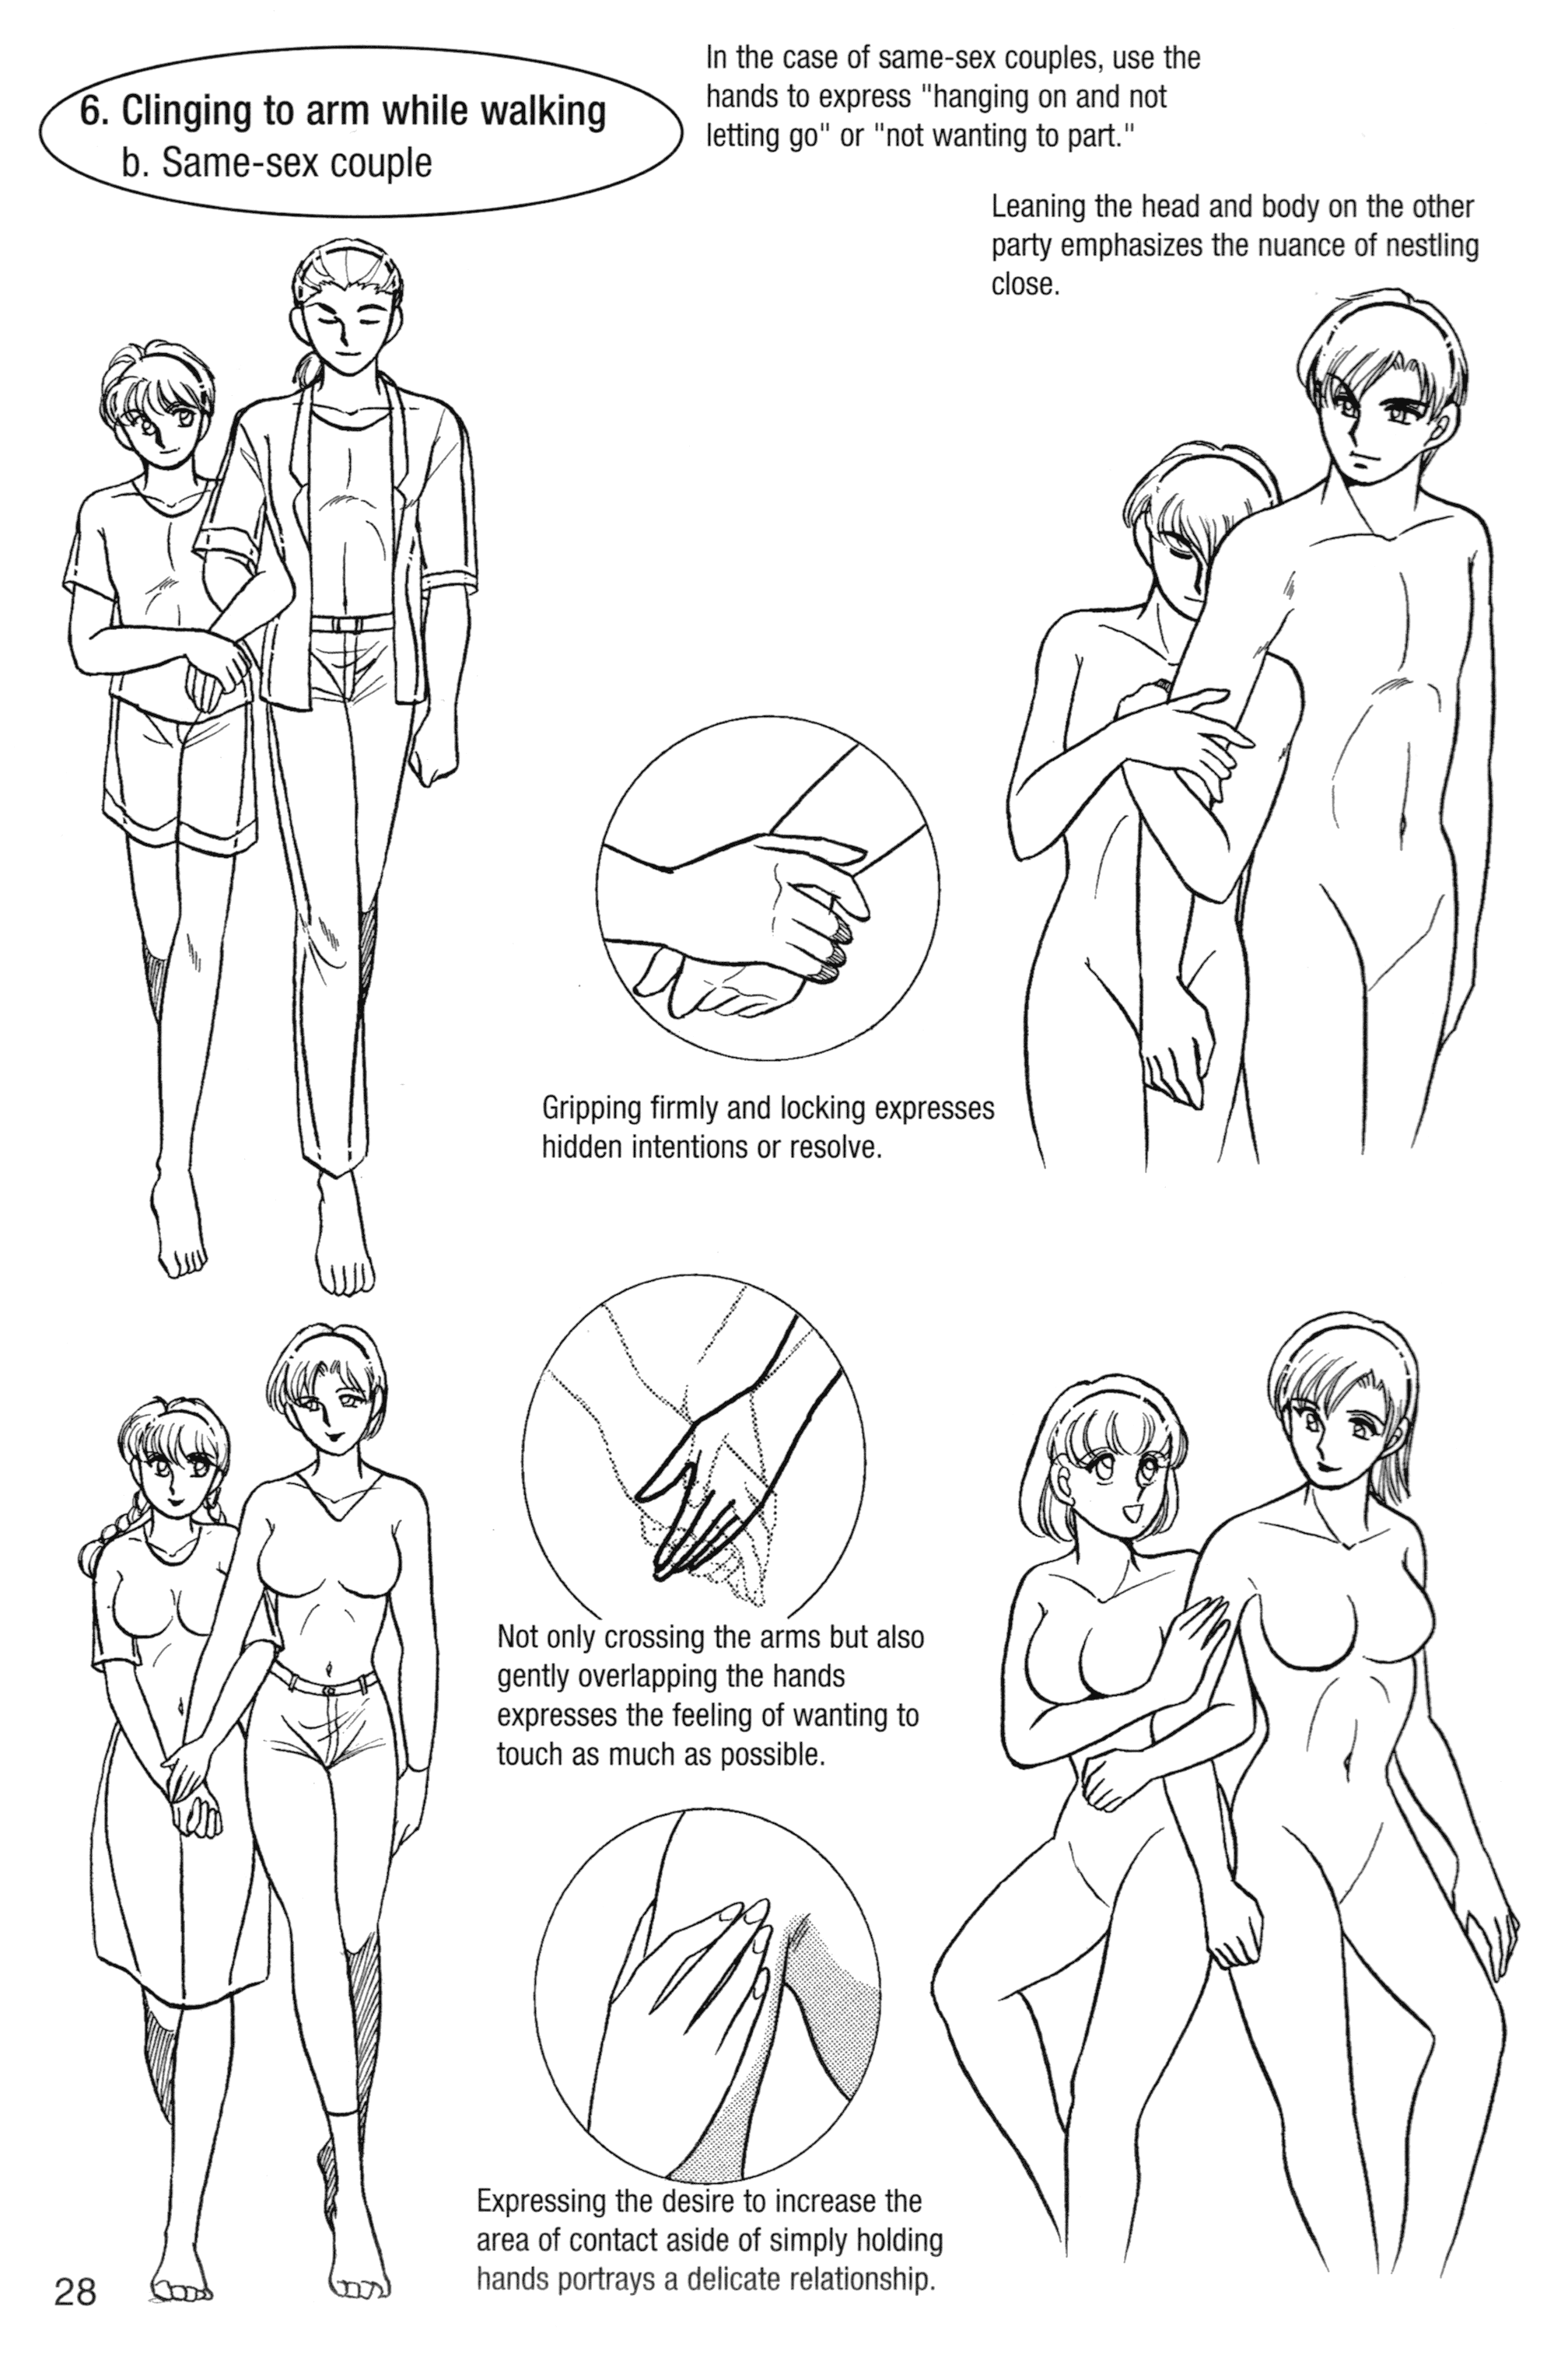 6. Clinging to arm while walking
b. Same-sex couple
In the case of same-sex couples, use the
hands to express "hanging on and not
letting go" or "not wanting to part."
Leaning the head and body on the other
party emphasizes the nuance of nestling
close.
Gripping firmly and locking expresses
hidden intentions or resolve.
Not only crossing the arms but also
gently overlapping the hands
expresses the feeling of wanting to
touch as much as possible.
Expressing the desire to increase the
area of contact aside of simply holding
hands portrays a delicate relationship.
28